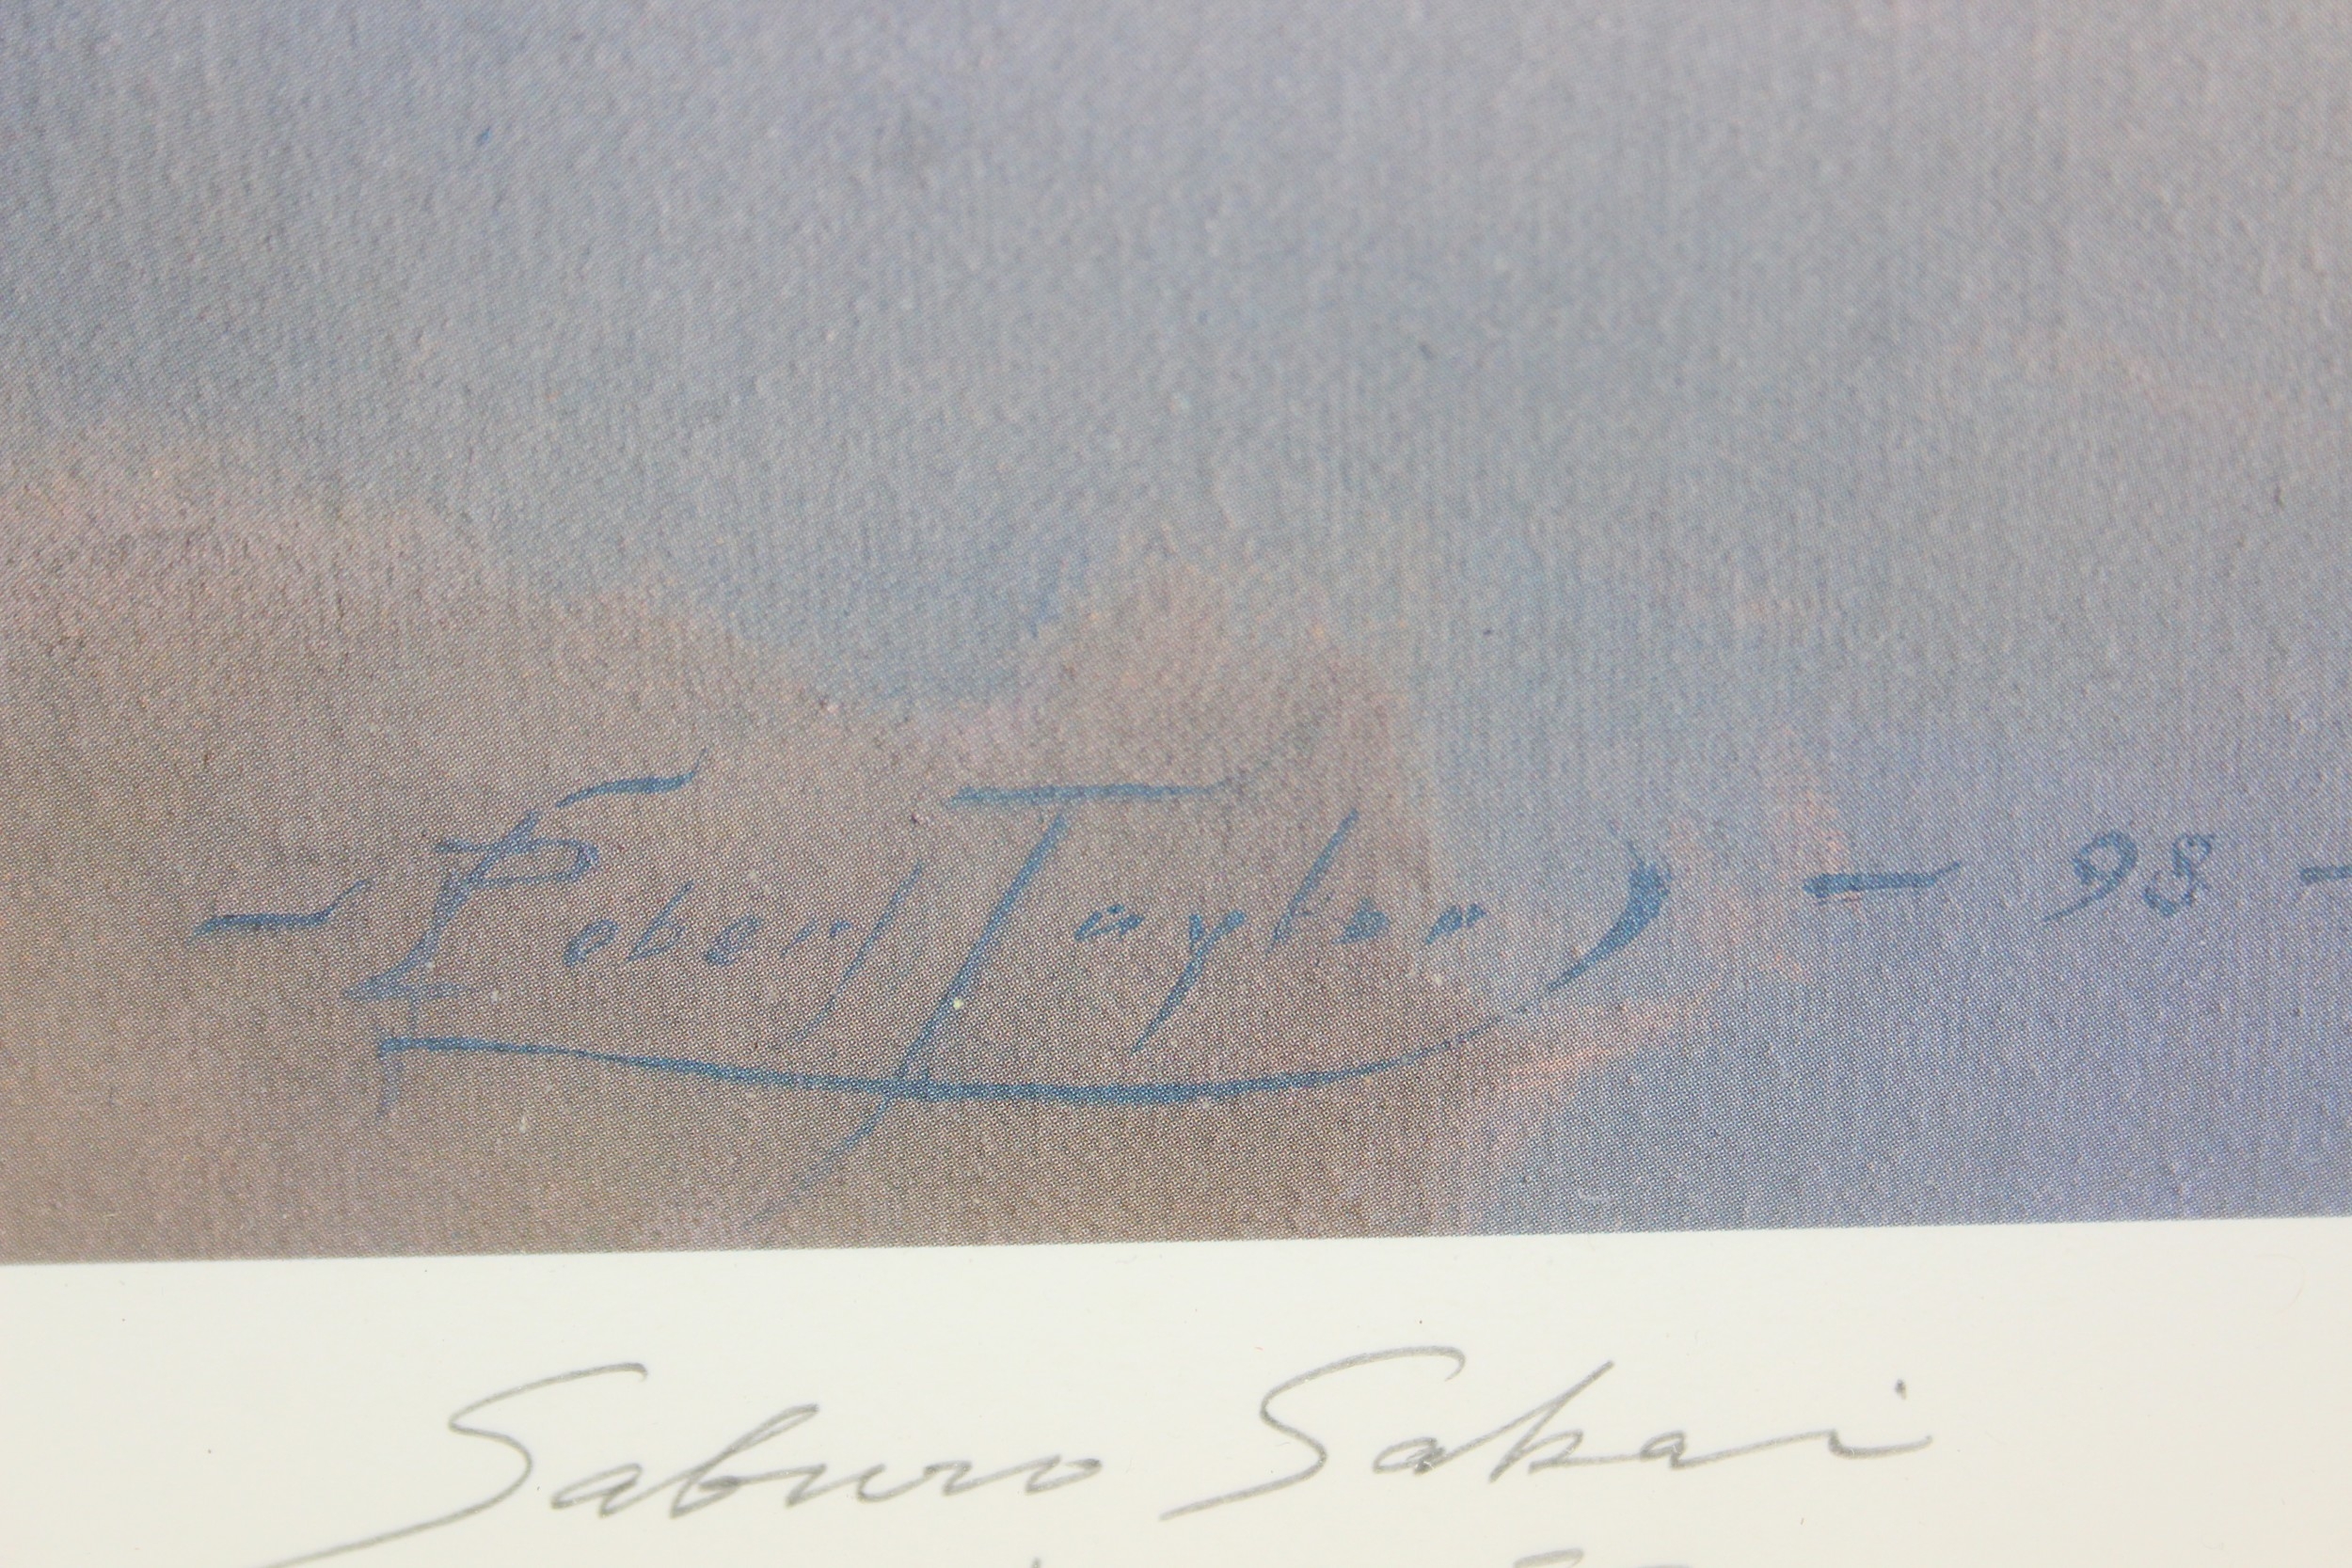 - Robert Taylor - 98 -
Saburo Sakai